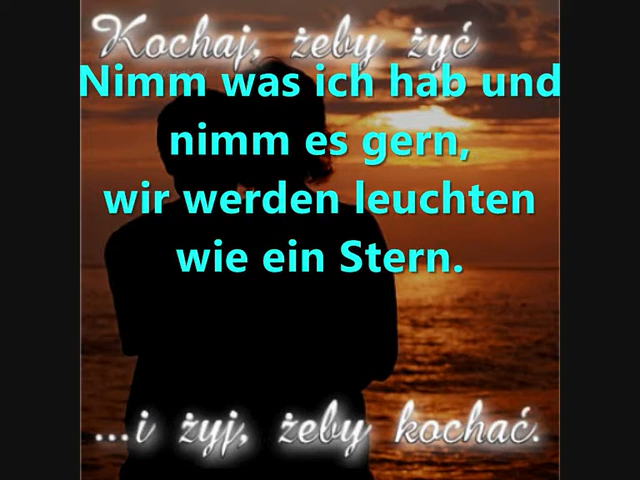 Kochaj, żeby żyć
Nimm was ich hab und
nimm es gern,
wir werden leuchten
wie ein Stern.
...i żyj, żeby kochać.